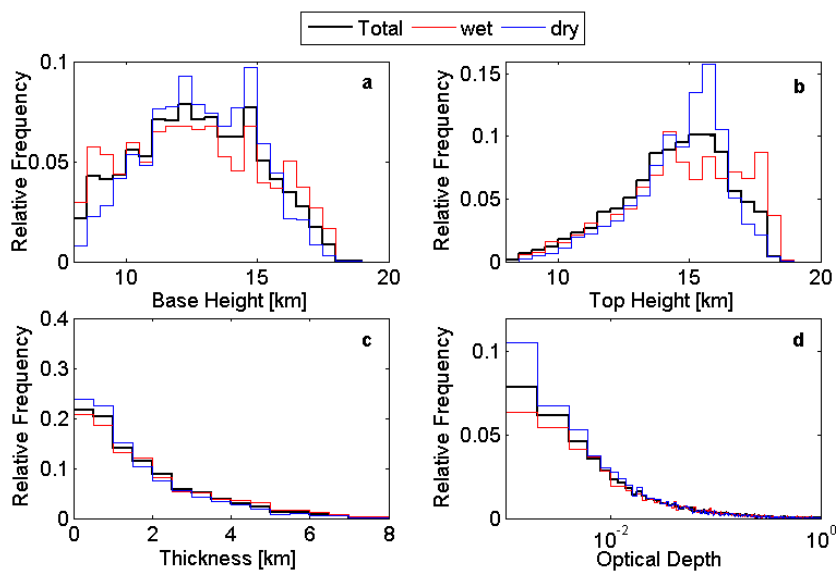 Total wet dry
a
Relative Frequency
0.1
0.05
0
10 15 20
Base Height [km]
b
Relative Frequency
0.15
0.1
0.05
0
10 15 20
Top Height [km]
c
Relative Frequency
0.4
0.3
0.2
0.1
0
0 2 4 6 8
Thickness [km]
d
Relative Frequency
0.1
0.05
0
10⁻² 10⁰
Optical Depth